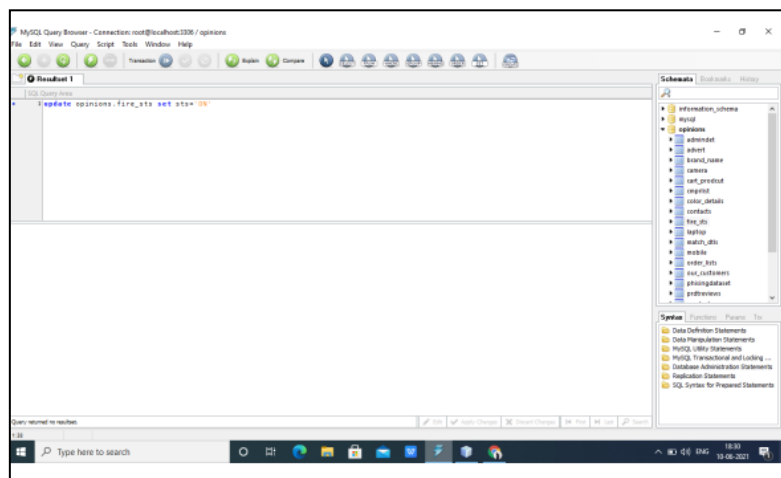 MySQL Query Browser - Connection: root@localhost:3306 / opinions
File Edit View Query Script Tools Window Help
Transaction Explain Compare
Resultset 1
SQL Query Area
1 update opinions.fire_sts set sts='ON'
Schemata Bookmarks History
information_schema
mysql
opinions
admindet
advert
brand_name
camera
cart_prodcut
cmprlist
color_details
contacts
fire_sts
laptop
match_dtls
mobile
order_lists
our_customers
phisingdataset
prdtreviews
Syntax Functions Params Trx
Data Definition Statements
Data Manipulation Statements
MySQL Utility Statements
MySQL Transactional and Locking ...
Database Administration Statements
Replication Statements
SQL Syntax for Prepared Statements
Query returned no resultset.
Edit Apply Changes Discard Changes First Last Search
1:38
Type here to search
ENG
18:30
10-06-2021